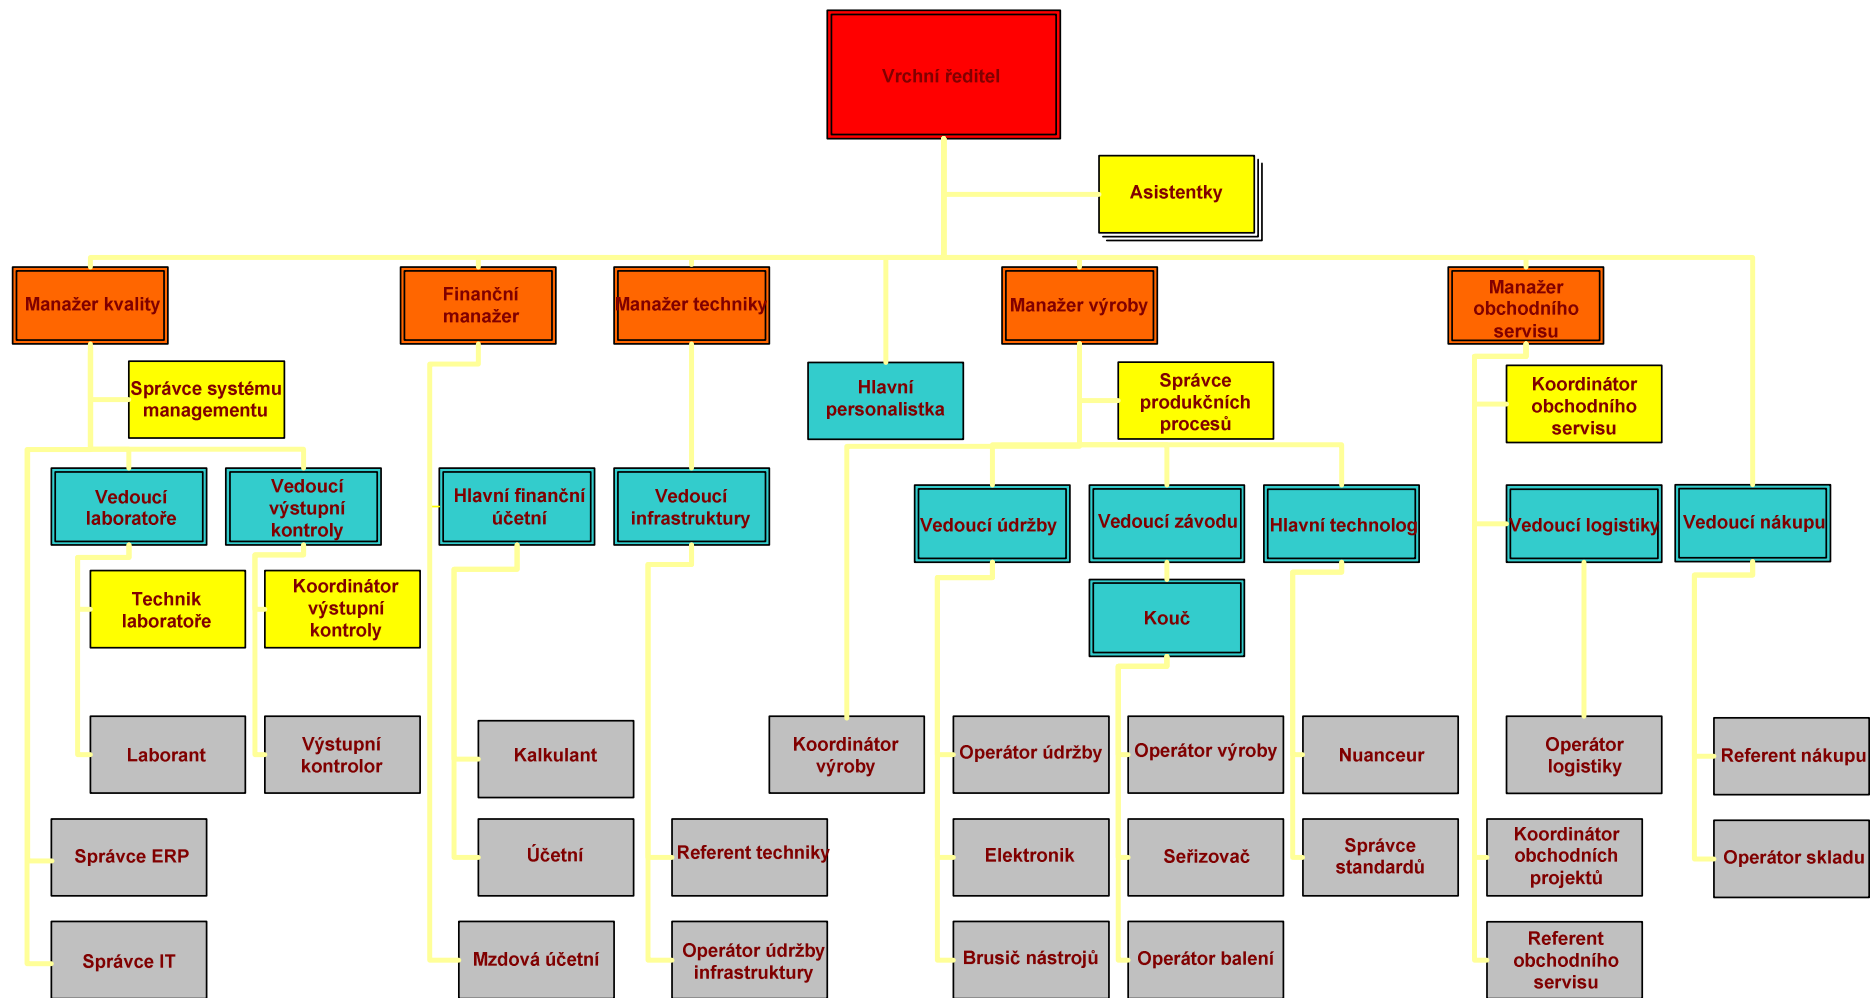 Vrchní ředitel
Asistentky
Manažer kvality
Finanční
manažer
Manažer techniky
Manažer výroby
Manažer
obchodního
servisu
Správce systému
managementu
Hlavní
personalistka
Správce
produkčních
procesů
Koordinátor
obchodního
servisu
Vedoucí
laboratoře
Vedoucí
výstupní
kontroly
Hlavní finanční
účetní
Vedoucí
infrastruktury
Vedoucí údržby
Vedoucí závodu
Hlavní technolog
Vedoucí logistiky
Vedoucí nákupu
Technik
laboratoře
Koordinátor
výstupní
kontroly
Kouč
Laborant
Výstupní
kontrolor
Kalkulant
Koordinátor
výroby
Operátor údržby
Operátor výroby
Nuanceur
Operátor
logistiky
Referent nákupu
Správce ERP
Účetní
Referent techniky
Elektronik
Seřizovač
Správce
standardů
Koordinátor
obchodních
projektů
Operátor skladu
Správce IT
Mzdová účetní
Operátor údržby
infrastruktury
Brusič nástrojů
Operátor balení
Referent
obchodního
servisu